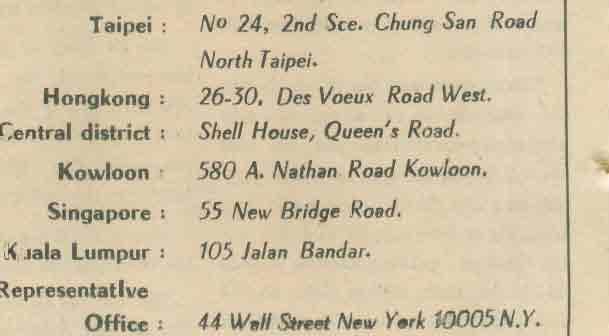 Taipei : Nº 24, 2nd Sce. Chung San Road
North Taipei.
Hongkong : 26-30, Des Voeux Road West.
Central district : Shell House, Queen's Road.
Kowloon : 580 A. Nathan Road Kowloon.
Singapore : 55 New Bridge Road.
Kuala Lumpur : 105 Jalan Bandar.
Representative
Office : 44 Wall Street New York 10005 N.Y.